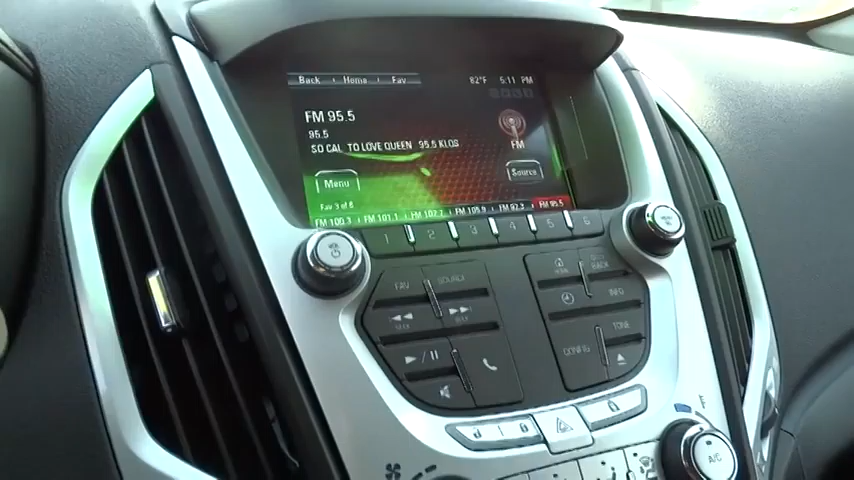 Back Home Fav 82°F 5:11 PM
FM 95.5
95.5
SO CAL TO LOVE QUEEN 95.5 KLOS
FM
Menu Source
Fav 3 of 6
FM 100.3 FM 101.1 FM 102.7 FM 105.9 FM 92.3 FM 95.5
1 2 3 4 5 6
FAV SOURCE
BACK
INFO
TONE
CONFIG
A/C